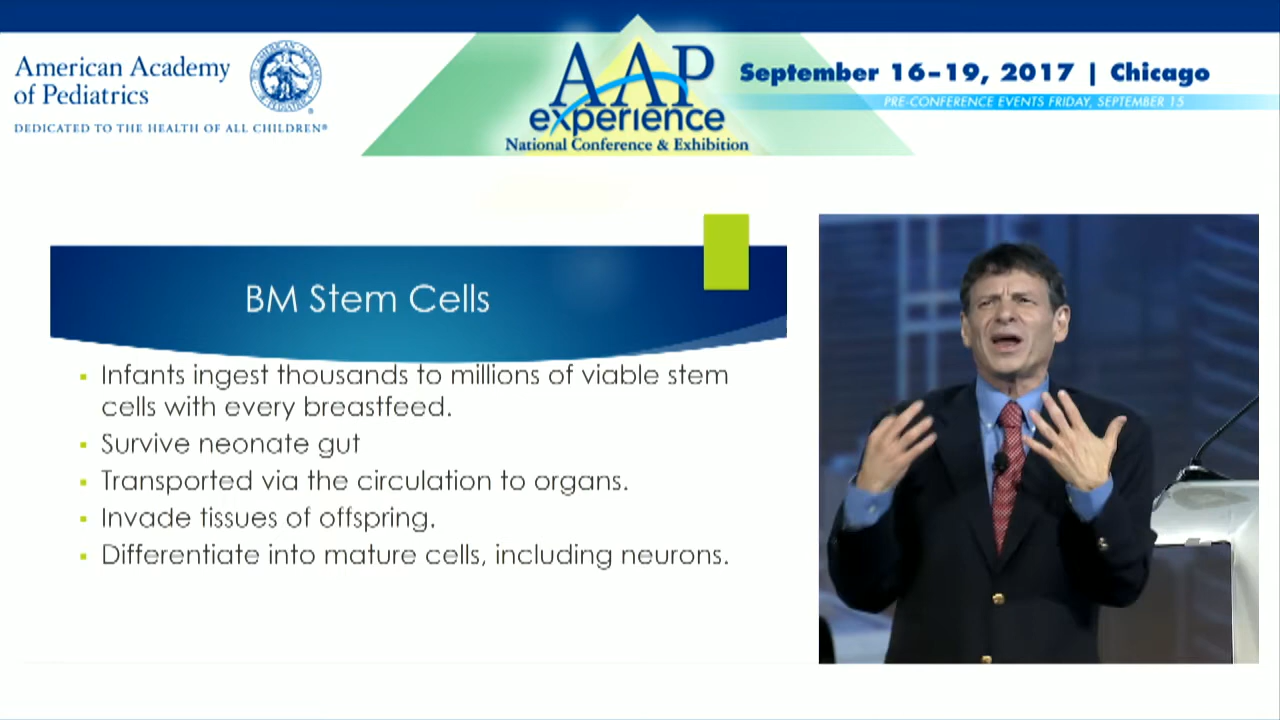 American Academy
of Pediatrics
DEDICATED TO THE HEALTH OF ALL CHILDREN®
AAP
experience
National Conference & Exhibition
September 16–19, 2017 | Chicago
PRE-CONFERENCE EVENTS FRIDAY, SEPTEMBER 15
BM Stem Cells
▪ Infants ingest thousands to millions of viable stem
cells with every breastfeed.
▪ Survive neonate gut
▪ Transported via the circulation to organs.
▪ Invade tissues of offspring.
▪ Differentiate into mature cells, including neurons.